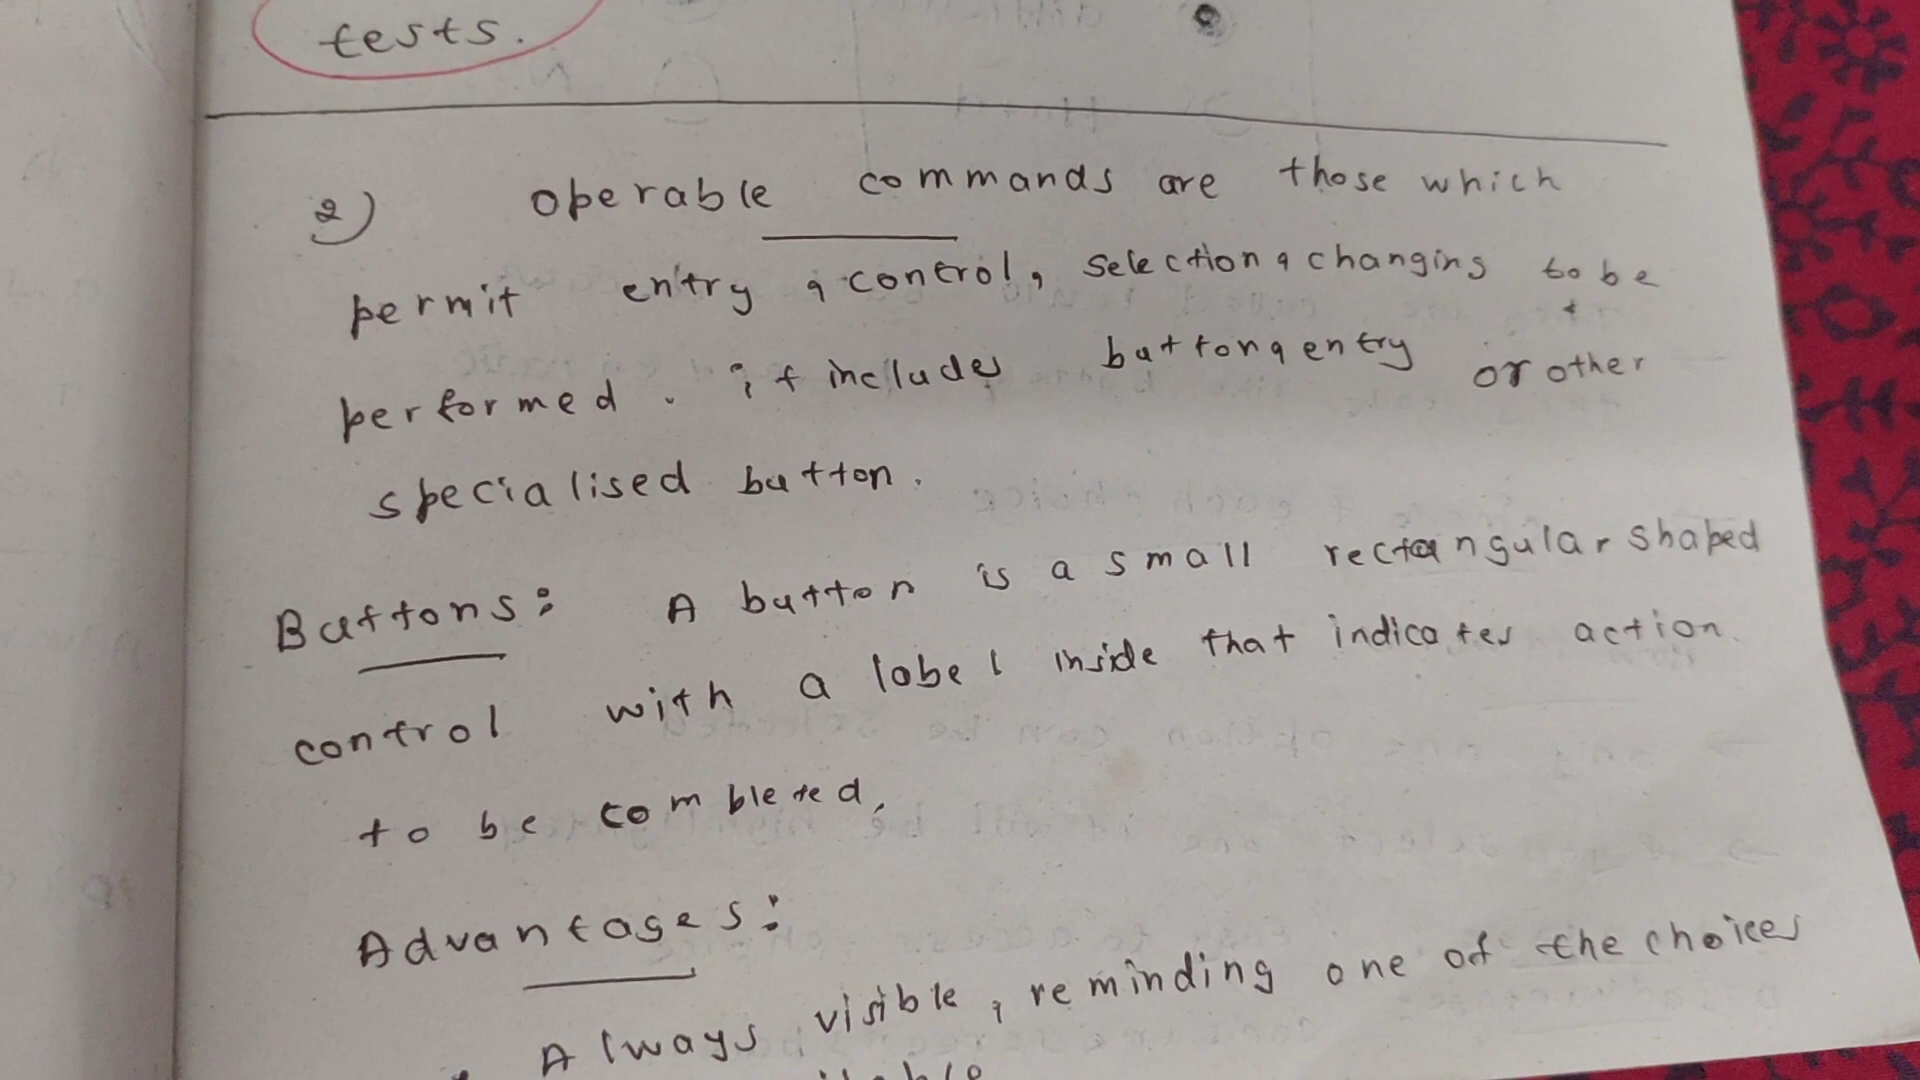 tests.
2) operable commands are those which
permit entry, control, selection, changing to be
performed. it includes button, entry or other
specialised button.
Buttons: A button is a small rectangular shaped
control with a label inside that indicates action
to be completed.
Advantages:
Always visible, reminding one of the choices